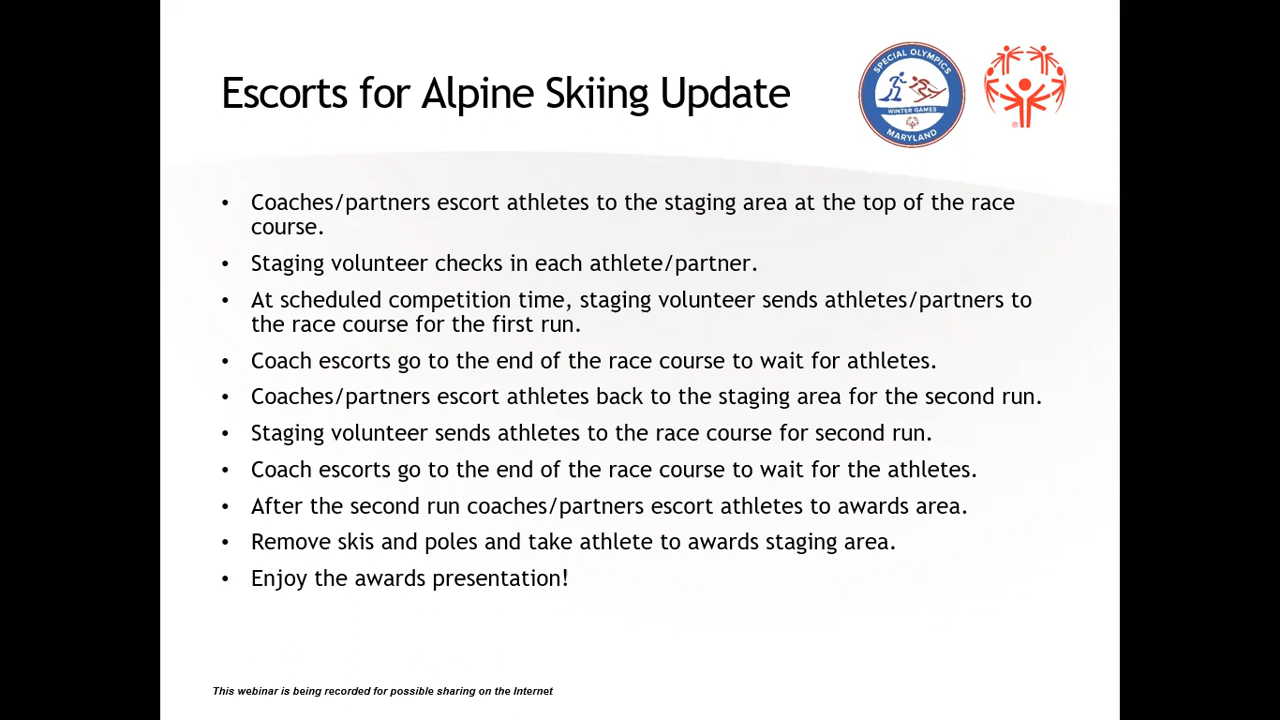 Escorts for Alpine Skiing Update
SPECIAL OLYMPICS
WINTER GAMES
MARYLAND
®
• Coaches/partners escort athletes to the staging area at the top of the race
course.
• Staging volunteer checks in each athlete/partner.
• At scheduled competition time, staging volunteer sends athletes/partners to
the race course for the first run.
• Coach escorts go to the end of the race course to wait for athletes.
• Coaches/partners escort athletes back to the staging area for the second run.
• Staging volunteer sends athletes to the race course for second run.
• Coach escorts go to the end of the race course to wait for the athletes.
• After the second run coaches/partners escort athletes to awards area.
• Remove skis and poles and take athlete to awards staging area.
• Enjoy the awards presentation!
This webinar is being recorded for possible sharing on the Internet